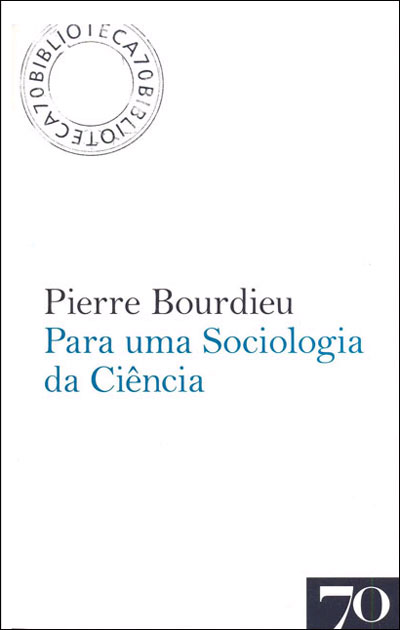 BIBLIOTECA70BIBLIOTECA70
Pierre Bourdieu
Para uma Sociologia
da Ciência
70